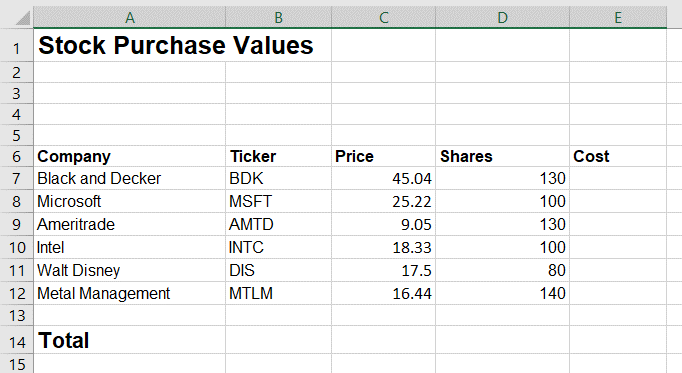 A B C D E
1 Stock Purchase Values
2
3
4
5
6 Company Ticker Price Shares Cost
7 Black and Decker BDK 45.04 130
8 Microsoft MSFT 25.22 100
9 Ameritrade AMTD 9.05 130
10 Intel INTC 18.33 100
11 Walt Disney DIS 17.5 80
12 Metal Management MTLM 16.44 140
13
14 Total
15